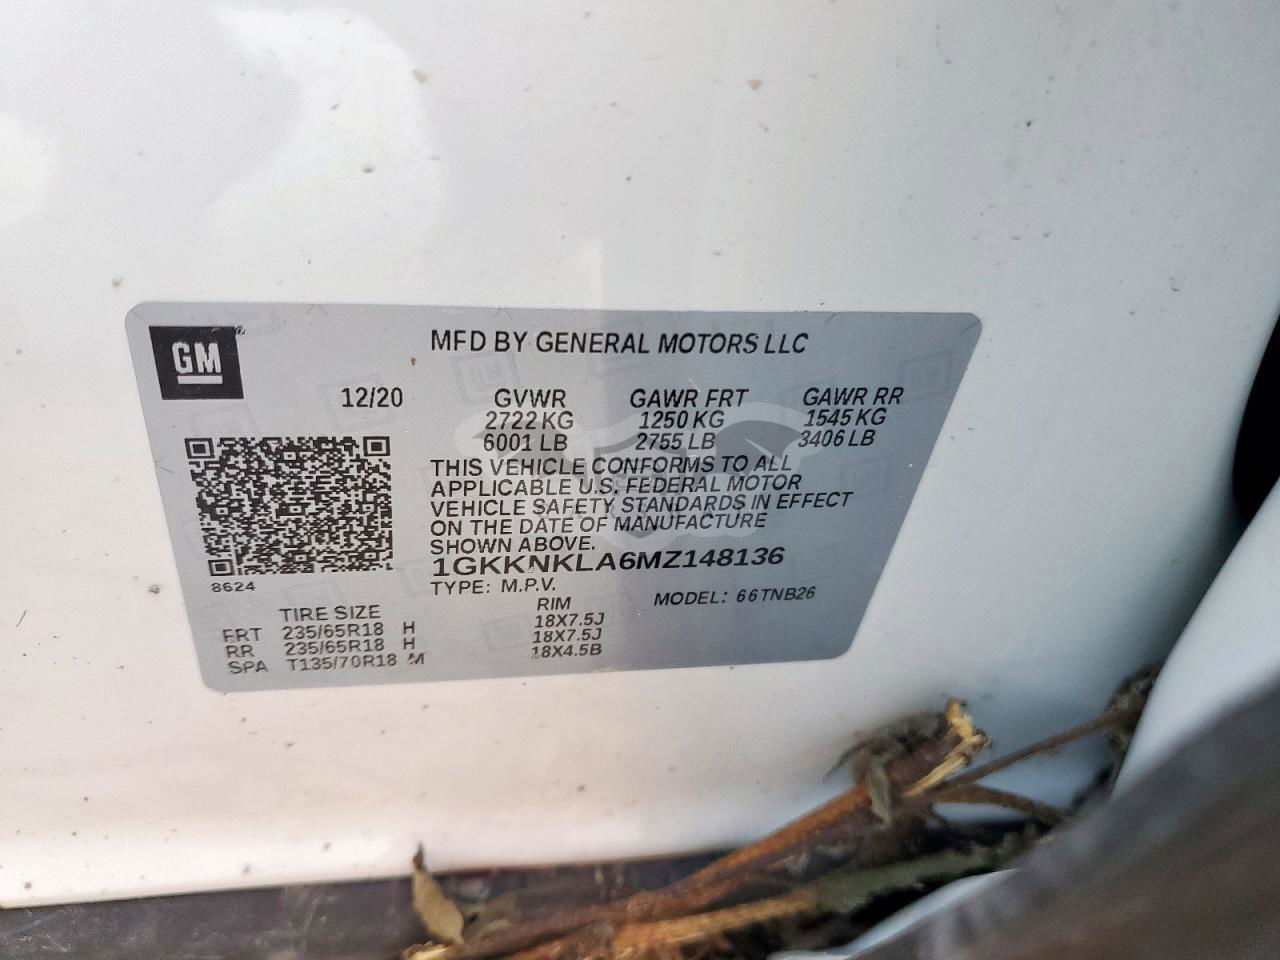 GM
MFD BY GENERAL MOTORS LLC
12/20 GVWR GAWR FRT GAWR RR
2722 KG 1250 KG 1545 KG
6001 LB 2755 LB 3406 LB
THIS VEHICLE CONFORMS TO ALL
APPLICABLE U.S. FEDERAL MOTOR
VEHICLE SAFETY STANDARDS IN EFFECT
ON THE DATE OF MANUFACTURE
SHOWN ABOVE.
1GKKNKLA6MZ148136
8624
TYPE: M.P.V. MODEL: 66TNB26
TIRE SIZE RIM
FRT 235/65R18 H 18X7.5J
RR 235/65R18 H 18X7.5J
SPA T135/70R18 M 18X4.5B